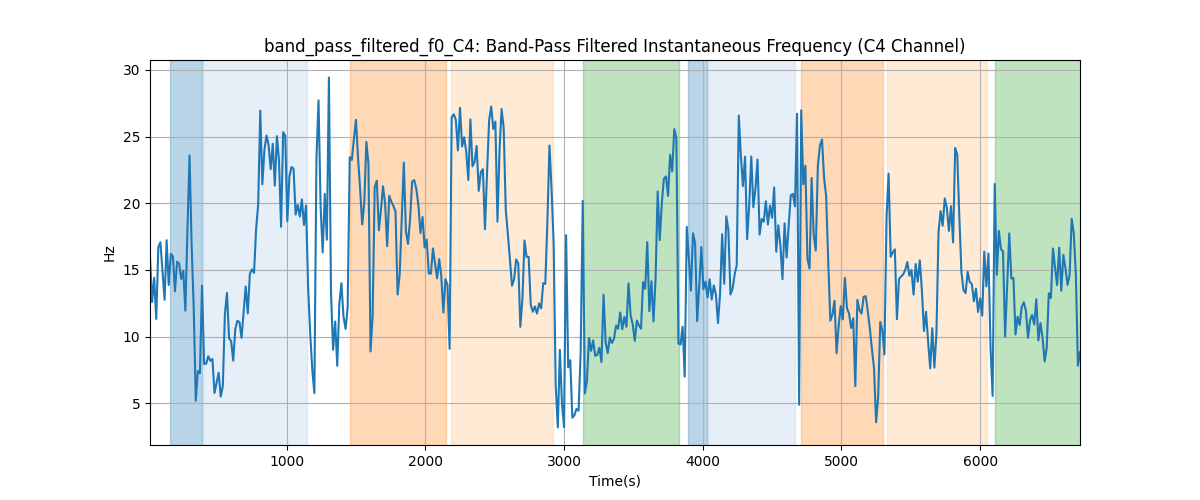 band_pass_filtered_f0_C4: Band-Pass Filtered Instantaneous Frequency (C4 Channel)
30
25
20
15
10
5
Hz
1000 2000 3000 4000 5000 6000
Time(s)